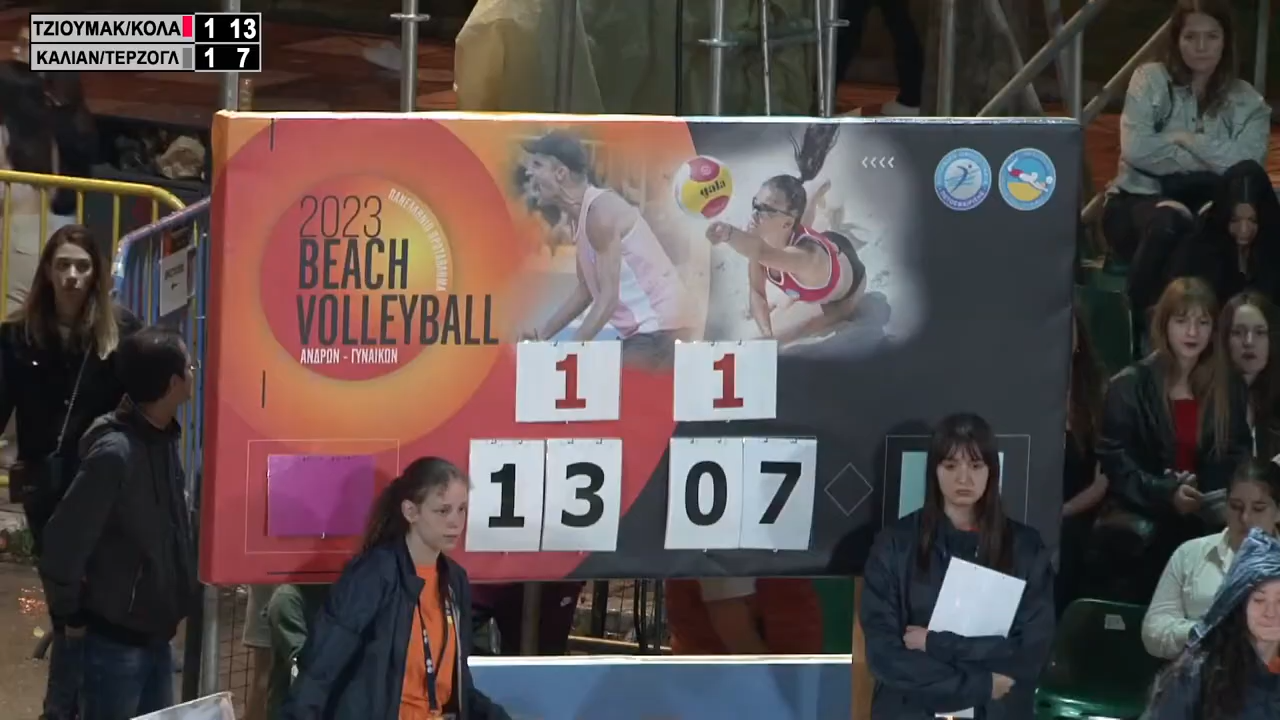 ΤΖΙΟΥΜΑΚ/ΚΟΛΑ 1 13
ΚΑΛΙΑΝ/ΤΕΡΖΟΓΛ 1 7
2023
BEACH
VOLLEYBALL
ΑΝΔΡΩΝ - ΓΥΝΑΙΚΩΝ
ΠΑΝΕΛΛΗΝΙΟ ΠΡΩΤΑΘΛΗΜΑ
gala
1 1
13 07